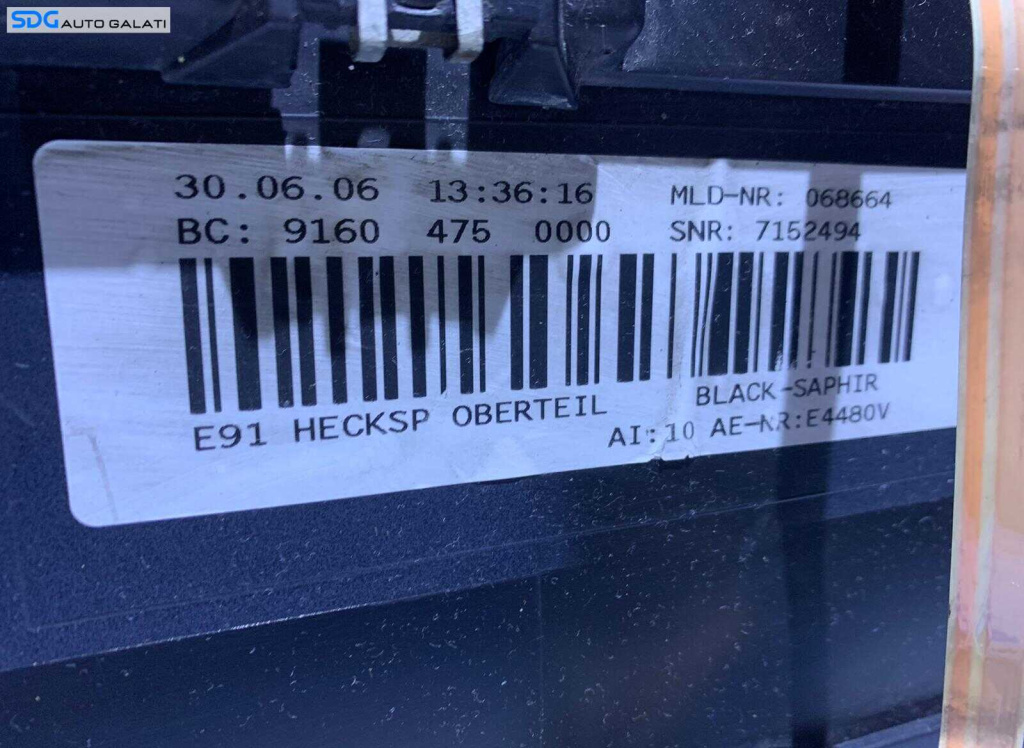 SDG AUTO GALATI
30.06.06 13:36:16 MLD-NR: 068664
BC: 9160 475 0000 SNR: 7152494
E91 HECKSP OBERTEIL BLACK-SAPHIR
AI:10 AE-NR:E4480V